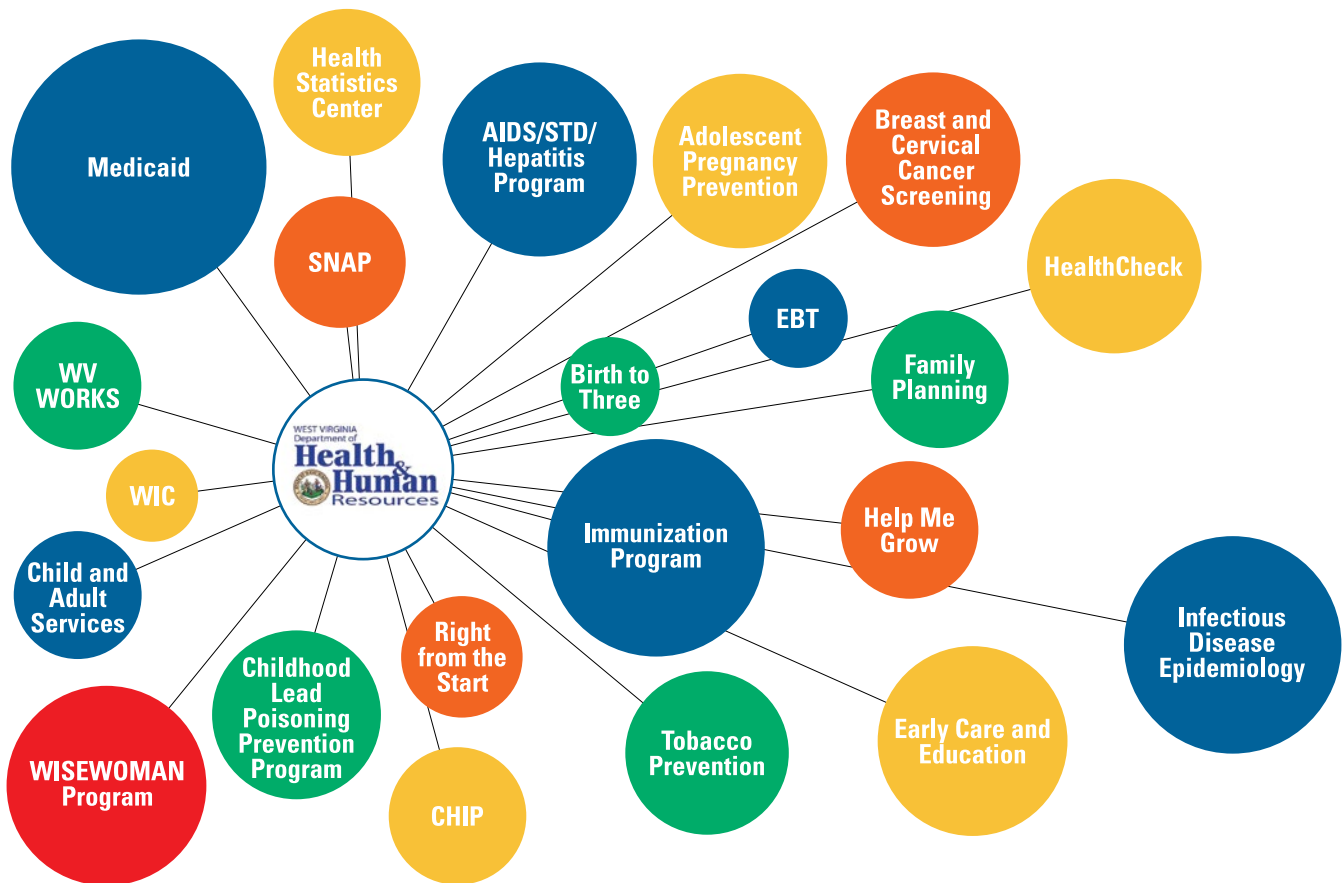 Health
Statistics
Center
Medicaid
AIDS/STD/
Hepatitis
Program
Adolescent
Pregnancy
Prevention
Breast and
Cervical
Cancer
Screening
SNAP
HealthCheck
EBT
WV
WORKS
Birth to
Three
Family
Planning
WEST VIRGINIA
Department of
Health &
Human
Resources
WIC
Immunization
Program
Help Me
Grow
Child and
Adult
Services
Infectious
Disease
Epidemiology
Right
from the
Start
Childhood
Lead
Poisoning
Prevention
Program
WISEWOMAN
Program
Tobacco
Prevention
Early Care and
Education
CHIP